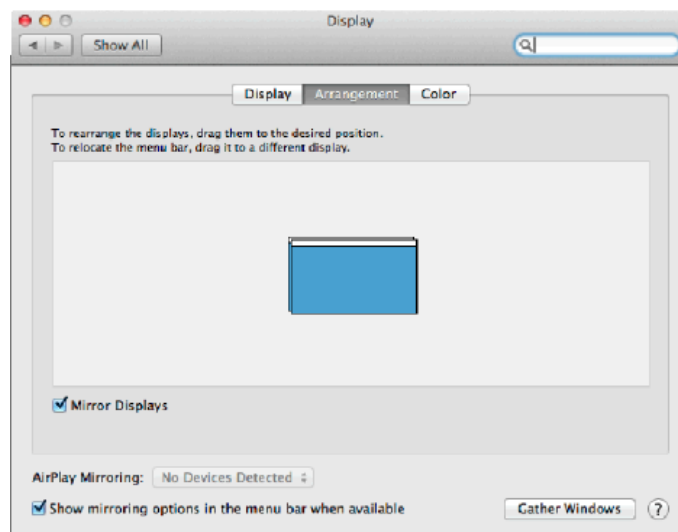 Display
Show All
Display Arrangement Color
To rearrange the displays, drag them to the desired position.
To relocate the menu bar, drag it to a different display.
Mirror Displays
AirPlay Mirroring: No Devices Detected
Show mirroring options in the menu bar when available
Gather Windows ?